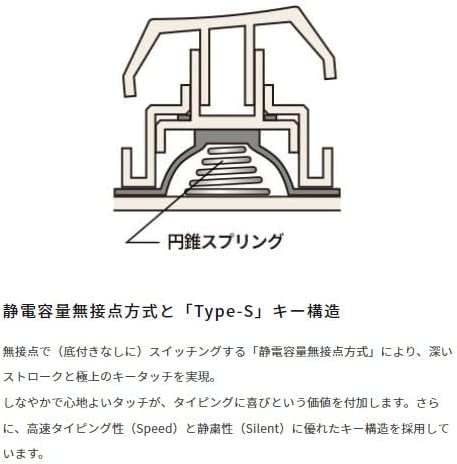 円錐スプリング
静電容量無接点方式と「Type-S」キー構造
無接点で（底付きなしに）スイッチングする「静電容量無接点方式」により、深い
ストロークと極上のキータッチを実現。
しなやかで心地よいタッチが、タイピングに喜びという価値を付加します。さら
に、高速タイピング性（Speed）と静粛性（Silent）に優れたキー構造を採用して
います。